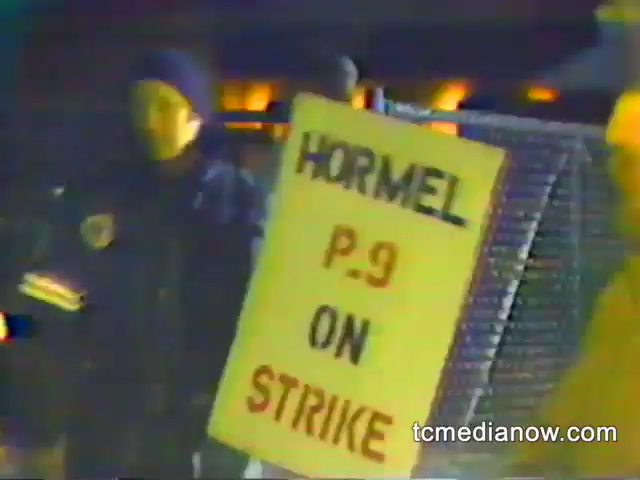 HORMEL
P-9
ON
STRIKE
tcmedianow.com